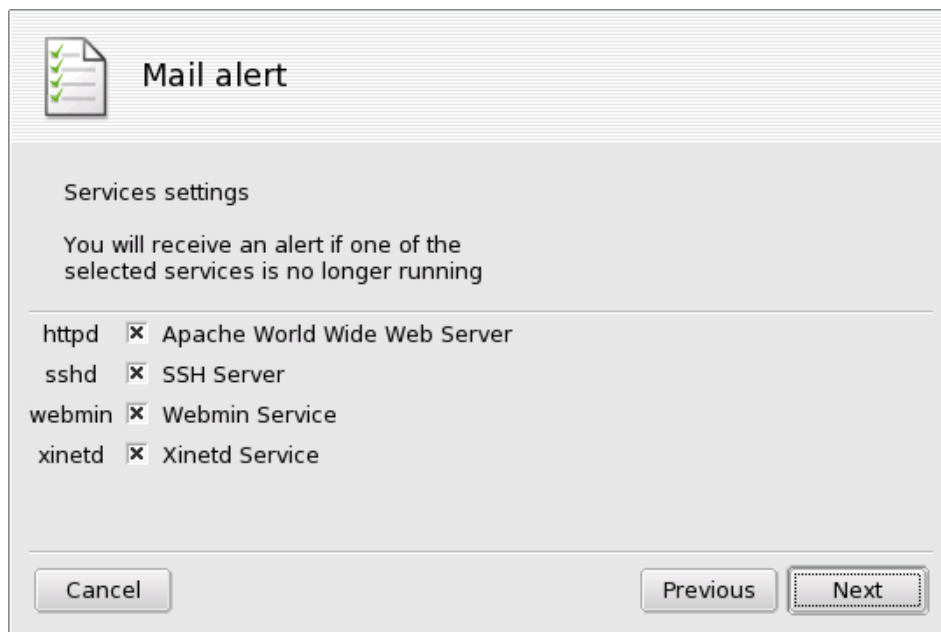 Mail alert
Services settings
You will receive an alert if one of the
selected services is no longer running
httpd Apache World Wide Web Server
sshd SSH Server
webmin Webmin Service
xinetd Xinetd Service
Cancel Previous Next